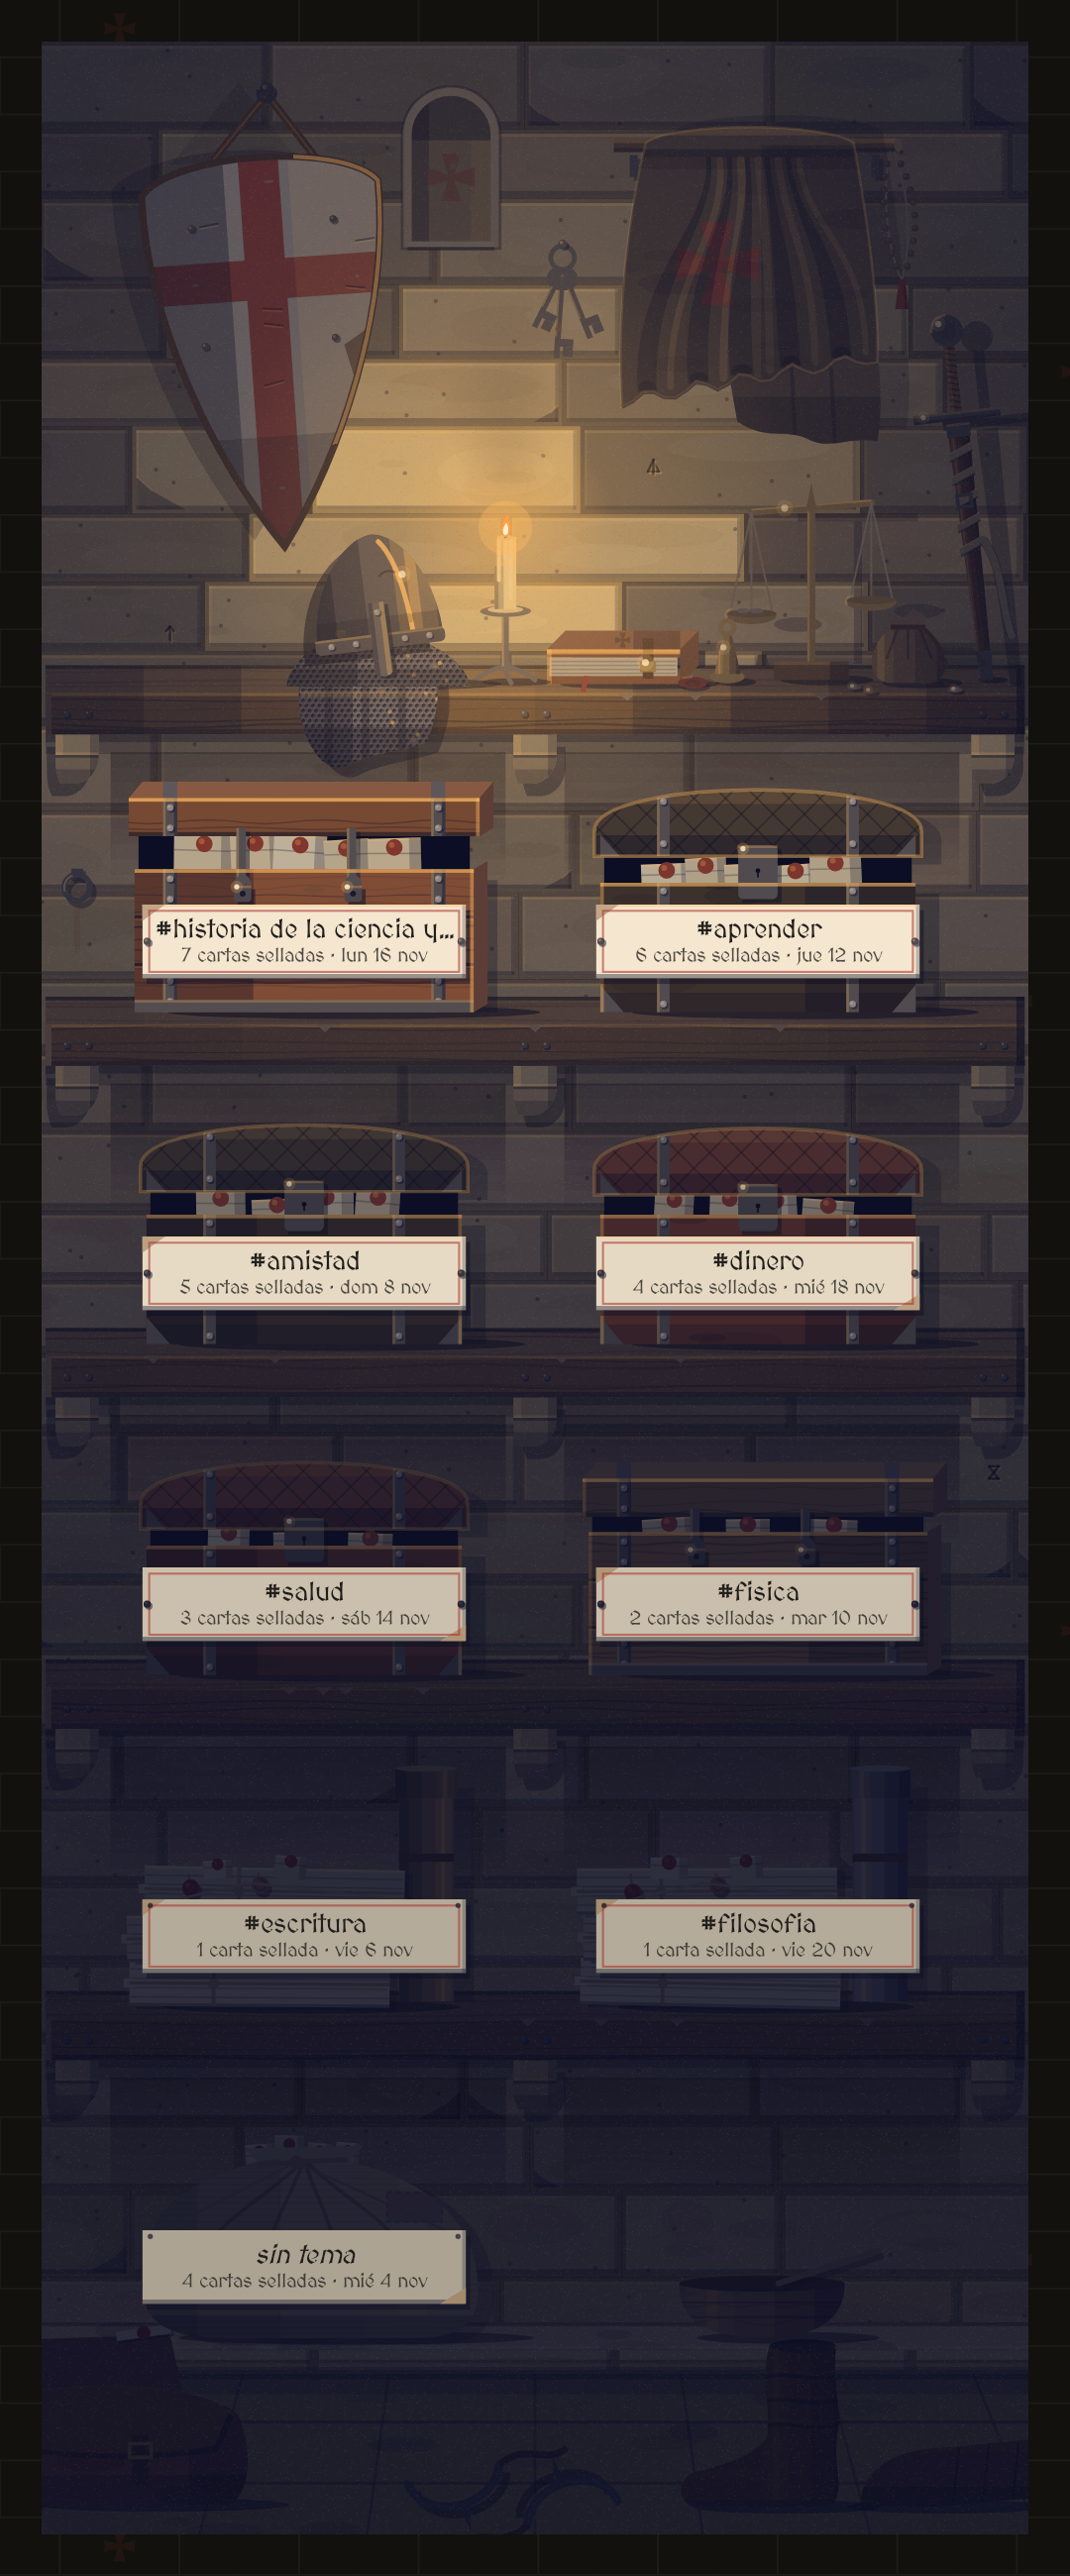 #historia de la ciencia y...
7 cartas selladas · lun 16 nov
#aprender
6 cartas selladas · jue 12 nov
#amistad
5 cartas selladas · dom 8 nov
#dinero
4 cartas selladas · mié 18 nov
#salud
3 cartas selladas · sáb 14 nov
#física
2 cartas selladas · mar 10 nov
#escritura
1 carta sellada · vie 6 nov
#filosofía
1 carta sellada · vie 20 nov
sin tema
4 cartas selladas · mié 4 nov